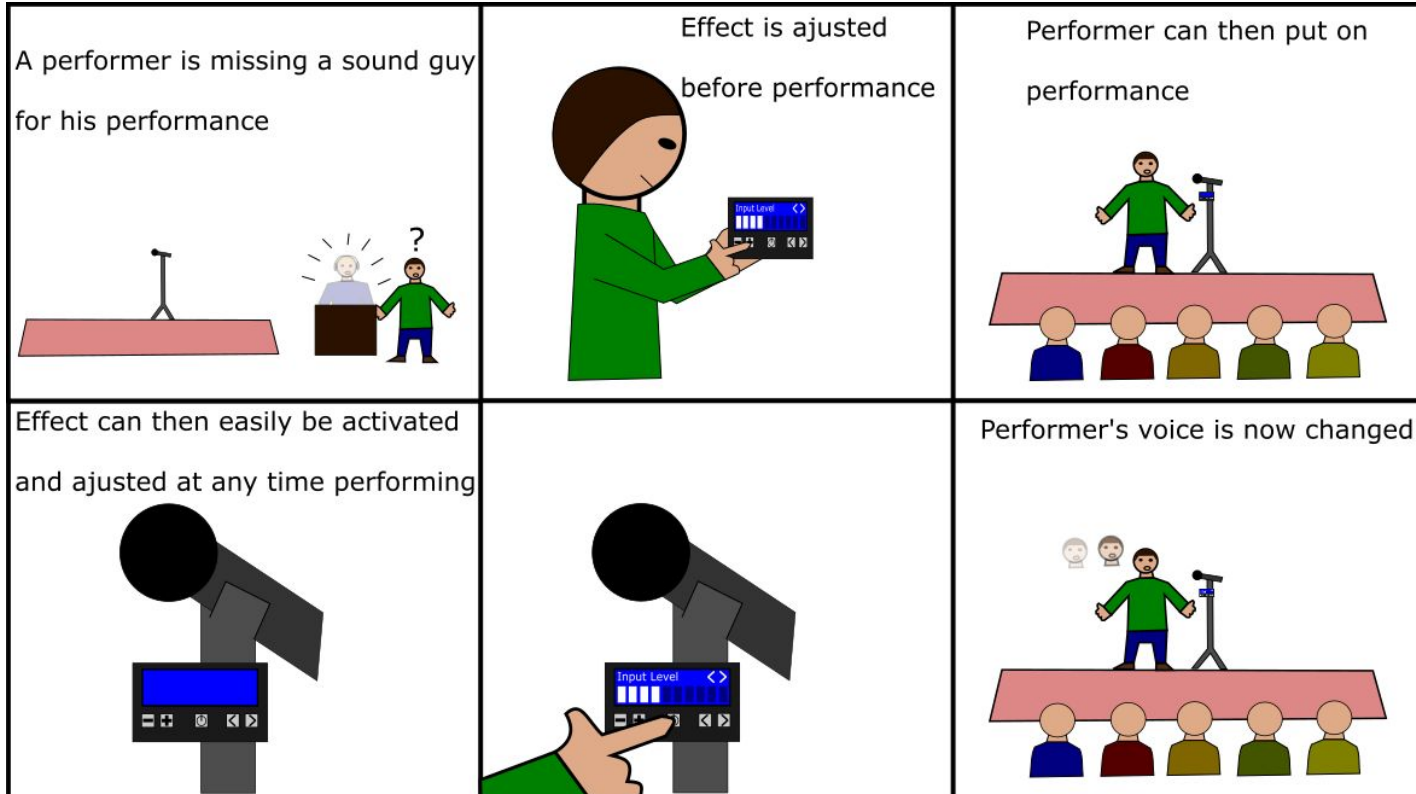 A performer is missing a sound guy
for his performance
?
Effect is ajusted
before performance
Input Level < >
Performer can then put on
performance
Effect can then easily be activated
and ajusted at any time performing
Input Level < >
Performer's voice is now changed